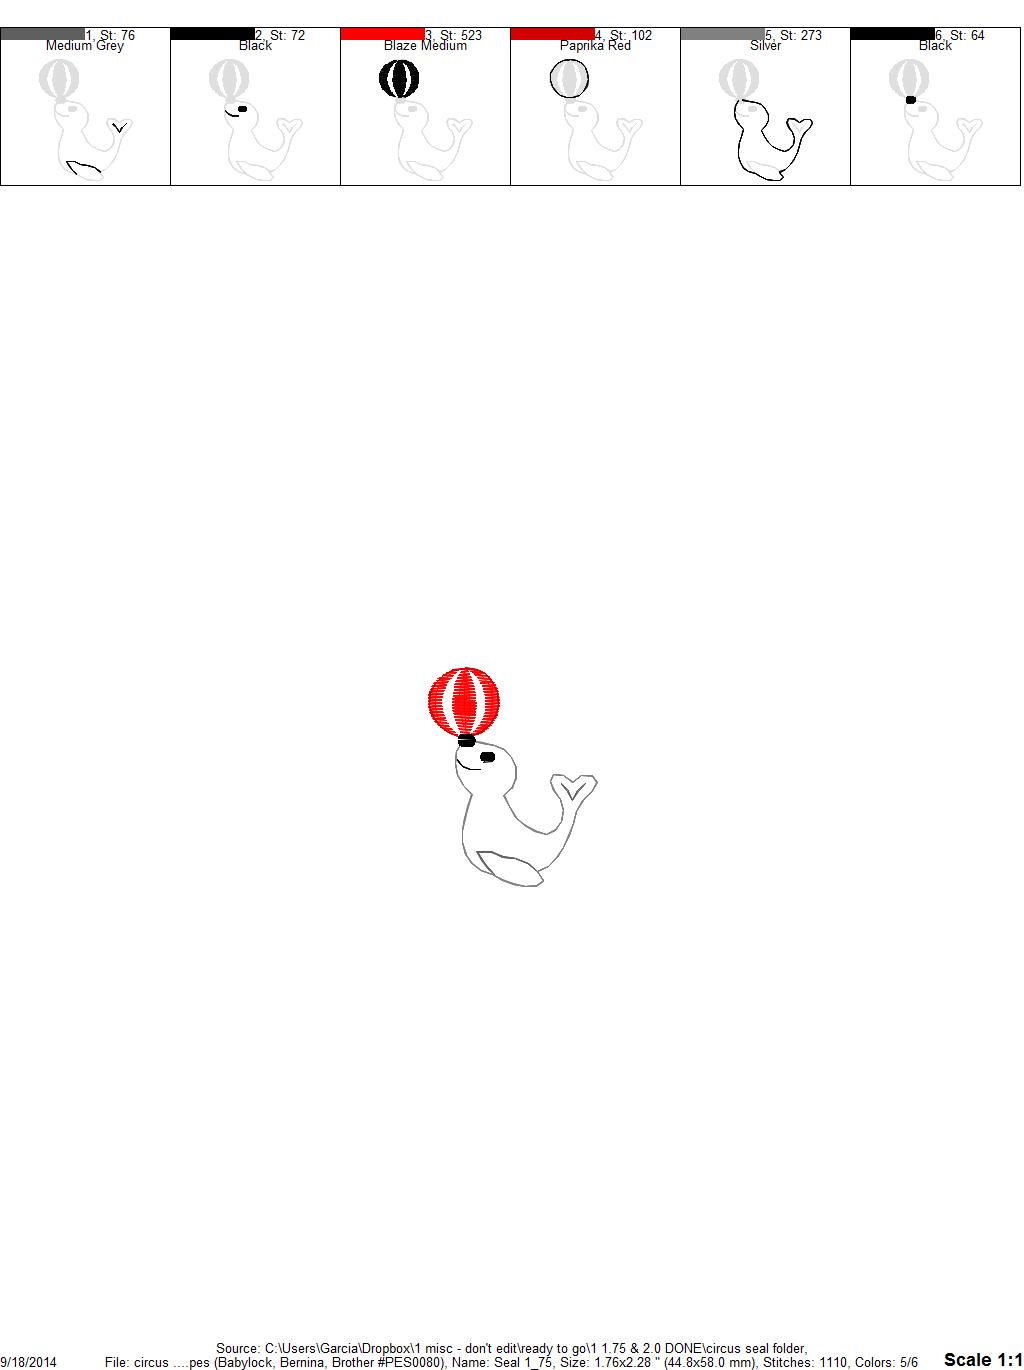 1, St: 76
Medium Grey
2, St: 72
Black
3, St: 523
Blaze Medium
4, St: 102
Paprika Red
5, St: 273
Silver
6, St: 64
Black
Source: C:\Users\Garcia\Dropbox\1 misc - don't edit\ready to go\1 1.75 & 2.0 DONE\circus seal folder,
9/18/2014
File: circus ....pes (Babylock, Bernina, Brother #PES0080), Name: Seal 1_75, Size: 1.76x2.28 " (44.8x58.0 mm), Stitches: 1110, Colors: 5/6
Scale 1:1